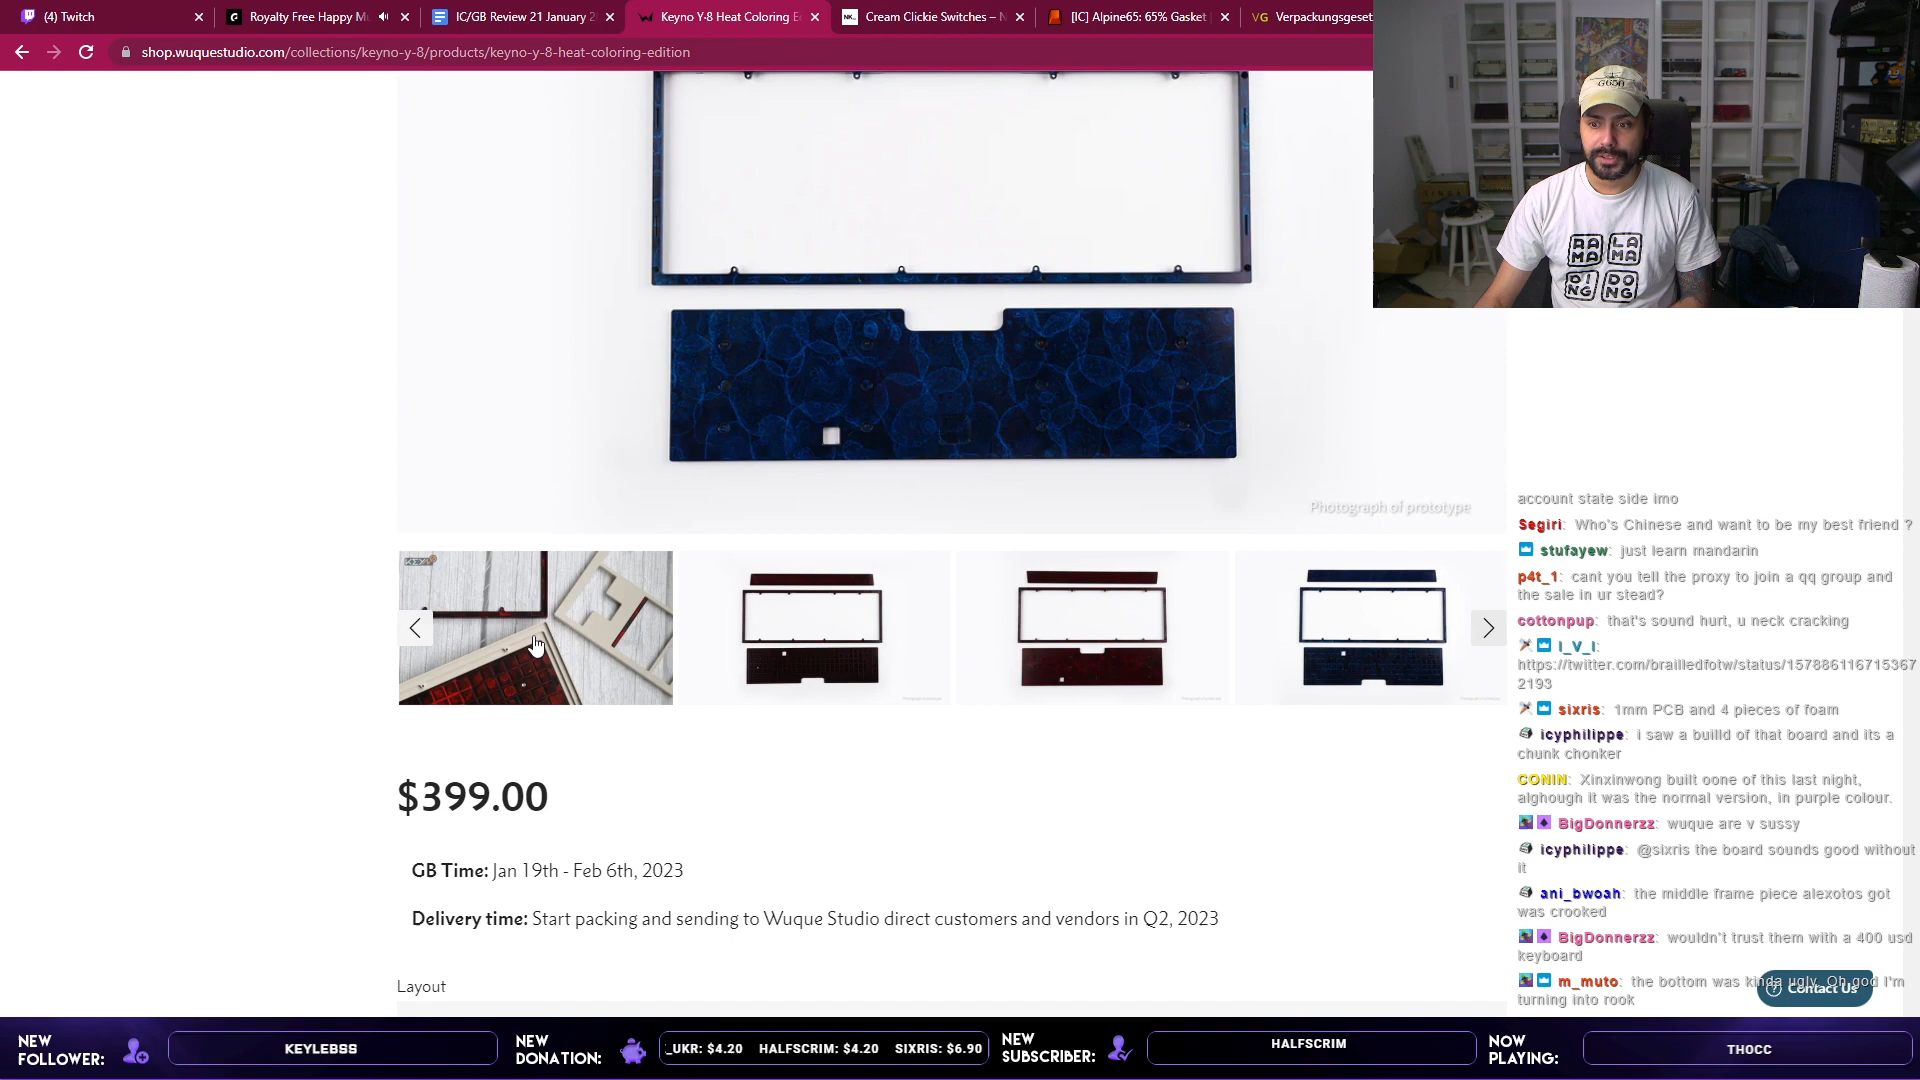 (4) Twitch
Royalty Free Happy Mu
IC/GB Review 21 January 2
Keyno Y-8 Heat Coloring E
Cream Clickie Switches – N
[IC] Alpine65: 65% Gasket
VG Verpackungsgeset
shop.wuquestudio.com/collections/keyno-y-8/products/keyno-y-8-heat-coloring-edition
G650
RAMA LAMA
DING DONG
Photograph of prototype
$399.00
GB Time: Jan 19th - Feb 6th, 2023
Delivery time: Start packing and sending to Wuque Studio direct customers and vendors in Q2, 2023
Layout
account state side imo
Segiri: Who's Chinese and want to be my best friend ?
stufayew: just learn mandarin
p4t_1: cant you tell the proxy to join a qq group and
the sale in ur stead?
cottonpup: that's sound hurt, u neck cracking
I_V_I:
https://twitter.com/brailledfotw/status/157886116715367
2193
sixris: 1mm PCB and 4 pieces of foam
icyphilippe: i saw a builld of that board and its a
chunk chonker
CONIN: Xinxinwong built oone of this last night,
alghough it was the normal version, in purple colour.
BigDonnerzz: wuque are v sussy
icyphilippe: @sixris the board sounds good without
it
ani_bwoah: the middle frame piece alexotos got
was crooked
BigDonnerzz: wouldn't trust them with a 400 usd
keyboard
m_muto: the bottom was kinda ugly. Oh god I'm
turning into rook
Contact Us
NEW
FOLLOWER:
KEYLEBSS
NEW
DONATION:
_UKR: $4.20 HALFSCRIM: $4.20 SIXRIS: $6.90
NEW
SUBSCRIBER:
HALFSCRIM
NOW
PLAYING:
THOCC